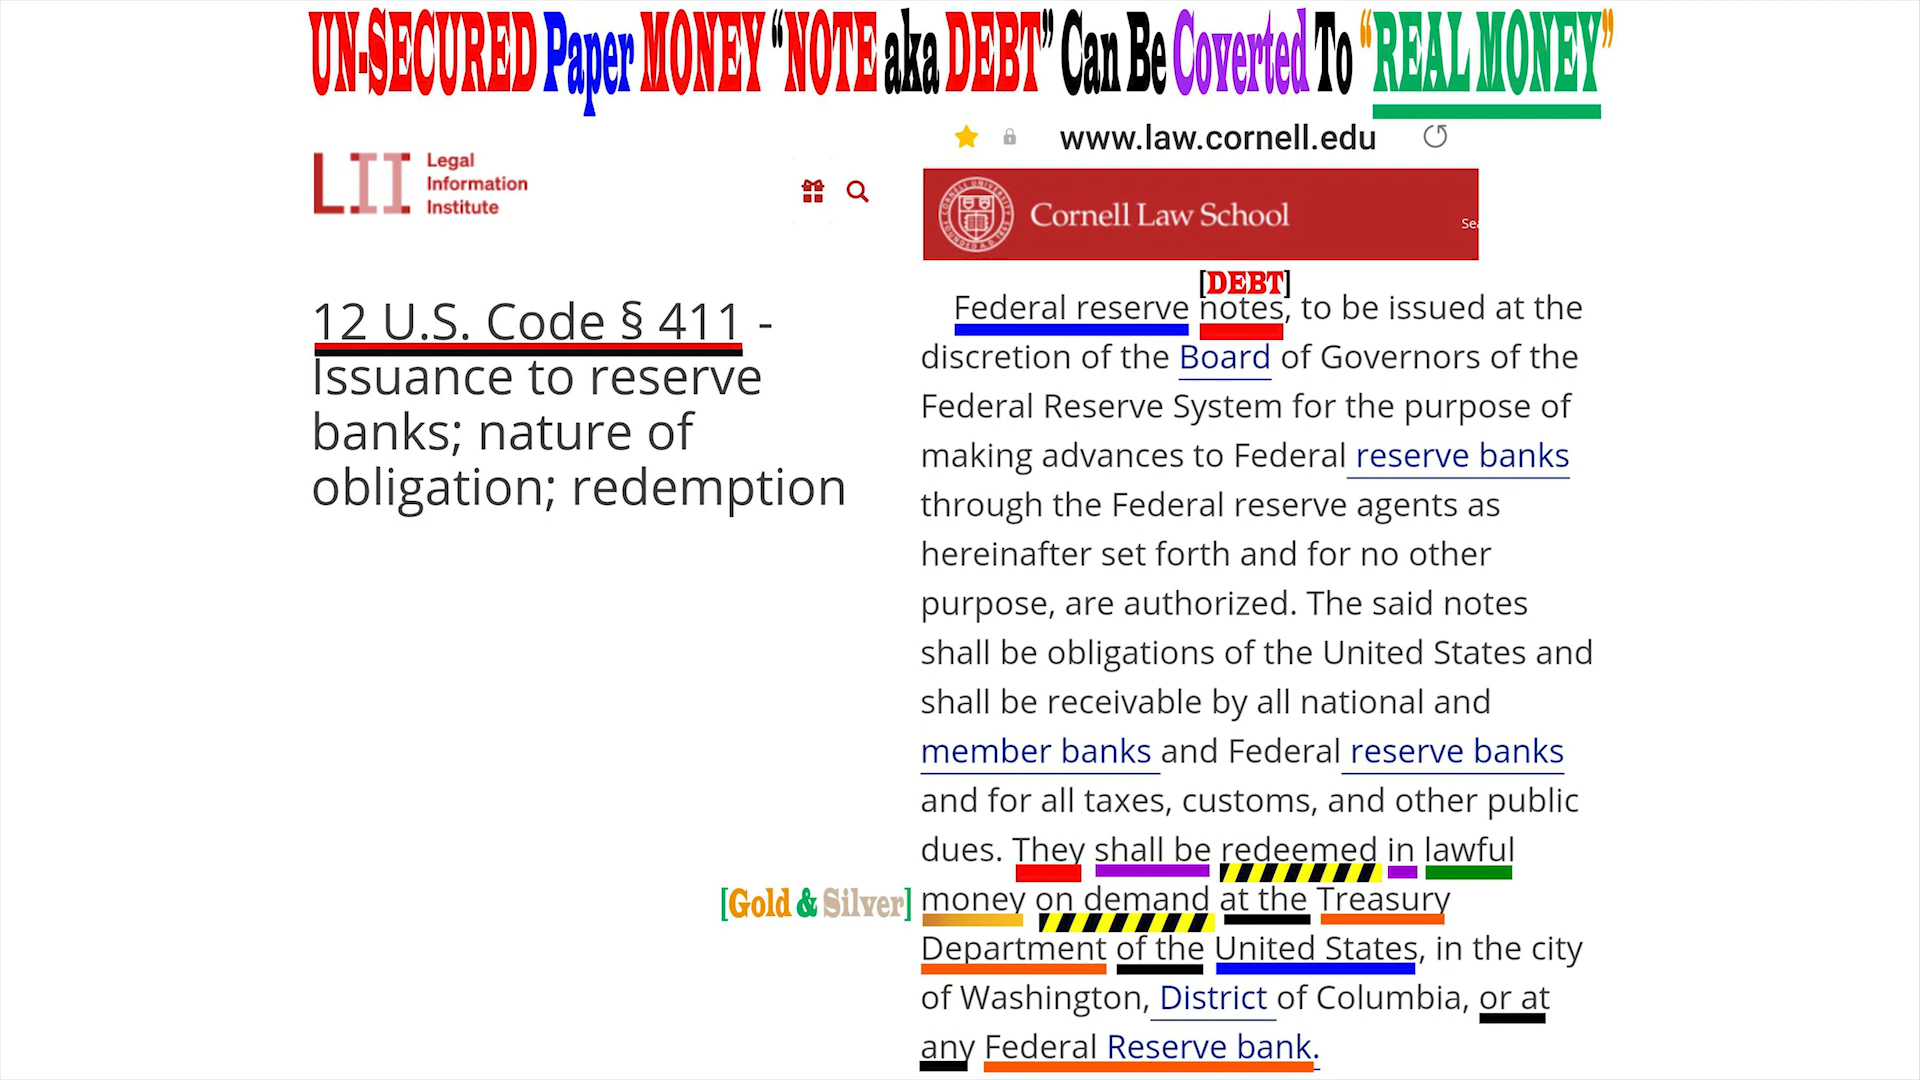 UN-SECURED Paper MONEY “NOTE aka DEBT” Can Be Coverted To “REAL MONEY”
LII Legal
Information
Institute
12 U.S. Code § 411 -
Issuance to reserve
banks; nature of
obligation; redemption
www.law.cornell.edu
Cornell Law School
Sea
[DEBT]
Federal reserve notes, to be issued at the
discretion of the Board of Governors of the
Federal Reserve System for the purpose of
making advances to Federal reserve banks
through the Federal reserve agents as
hereinafter set forth and for no other
purpose, are authorized. The said notes
shall be obligations of the United States and
shall be receivable by all national and
member banks and Federal reserve banks
and for all taxes, customs, and other public
dues. They shall be redeemed in lawful
[Gold & Silver] money on demand at the Treasury
Department of the United States, in the city
of Washington, District of Columbia, or at
any Federal Reserve bank.